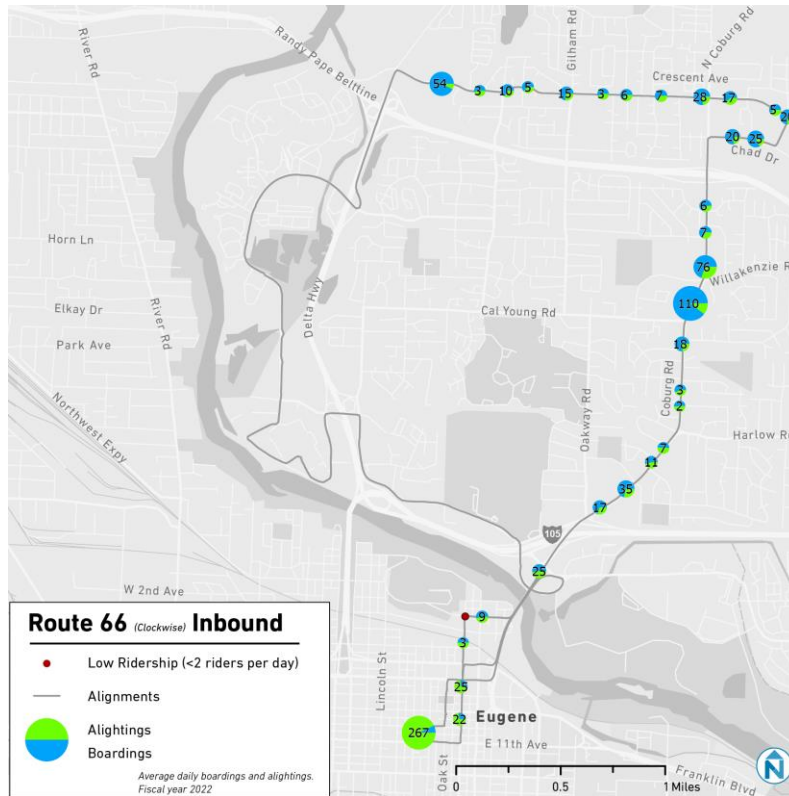 River Rd
Randy Pape Beltline
Gilham Rd
N Coburg Rd
Crescent Ave
54
3
10
5
15
3
6
7
28
17
5
20
25
Chad Dr
6
7
Horn Ln
River Rd
Delta Hwy
76
Willakenzie R
110
Elkay Dr
Cal Young Rd
Park Ave
18
Coburg Rd
3
2
Northwest Expy
Oakway Rd
Harlow Rd
7
11
35
17
105
25
W 2nd Ave
9
3
Lincoln St
25
22
Eugene
267
E 11th Ave
Oak St
Franklin Blvd
Route 66 (Clockwise) Inbound
Low Ridership (<2 riders per day)
Alignments
Alightings
Boardings
Average daily boardings and alightings.
Fiscal year 2022
0
0.5
1 Miles
N